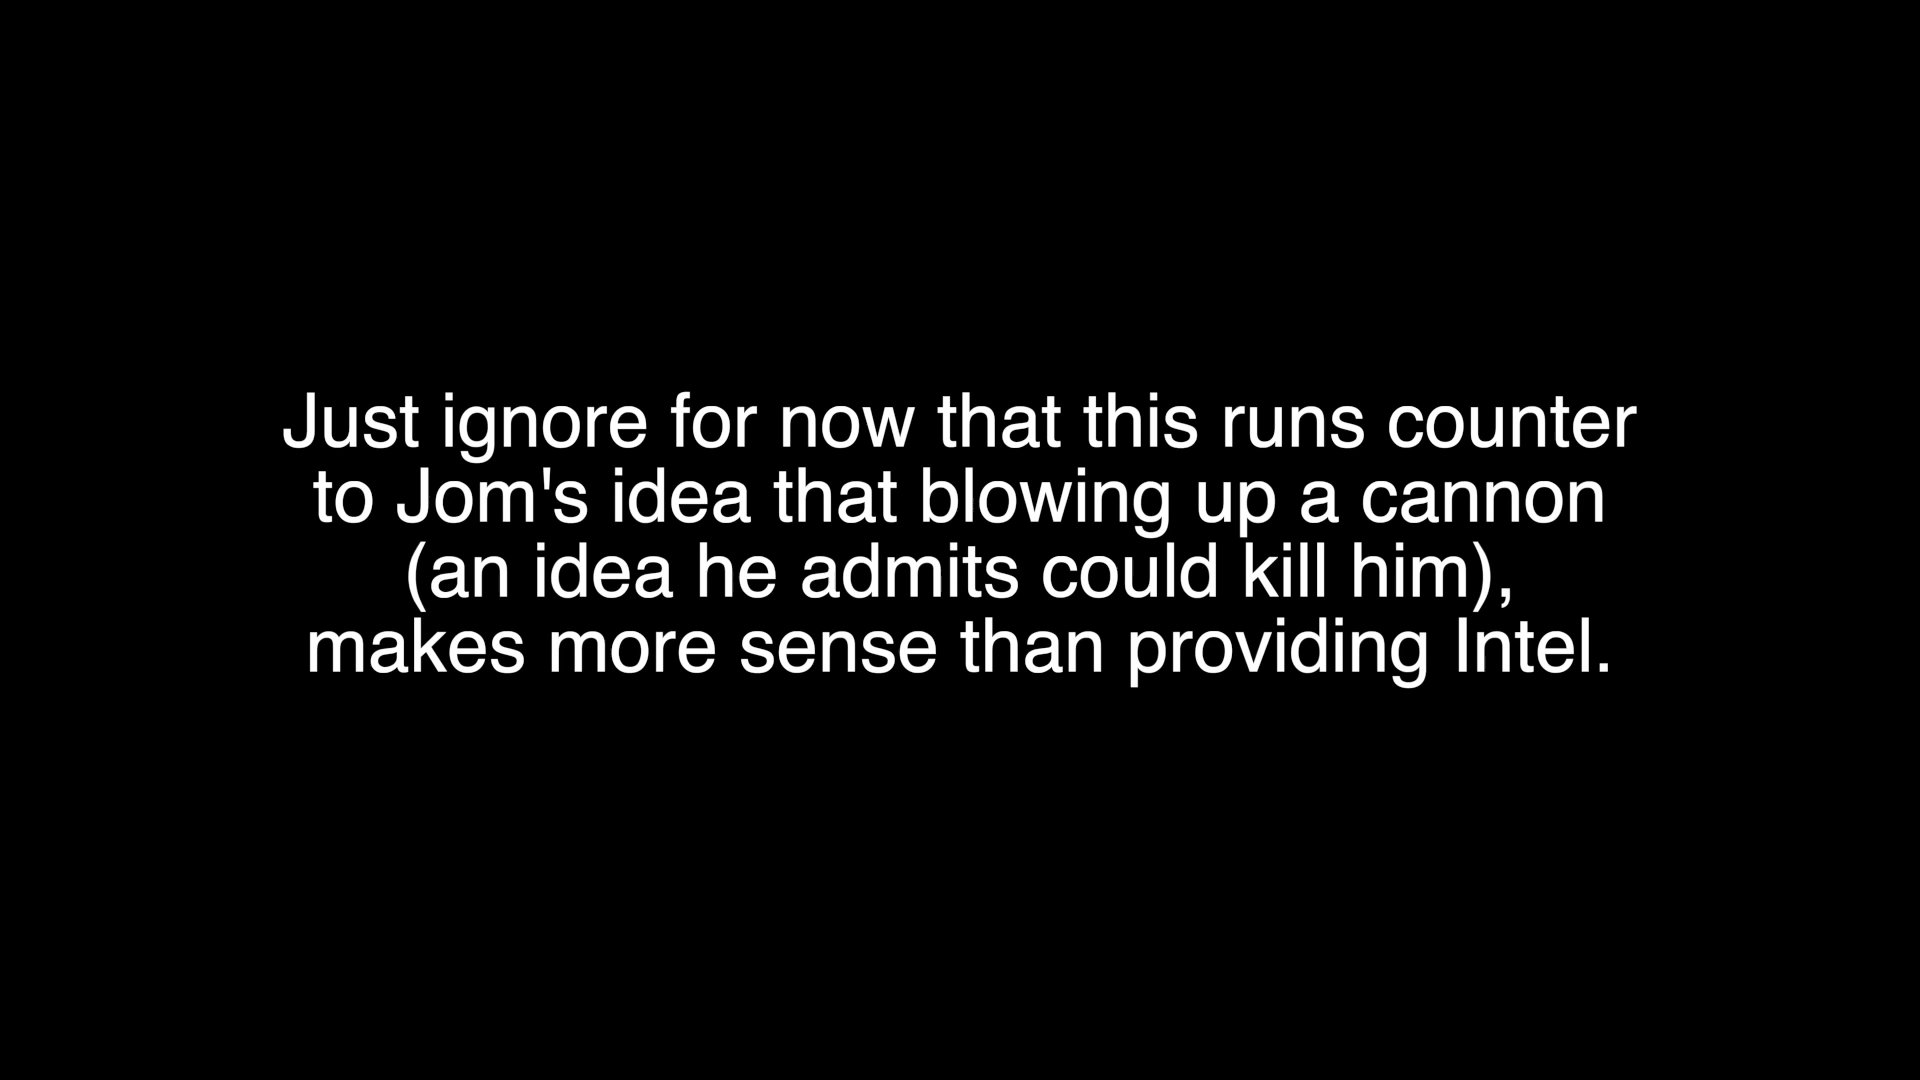 Just ignore for now that this runs counter
to Jom's idea that blowing up a cannon
(an idea he admits could kill him),
makes more sense than providing Intel.